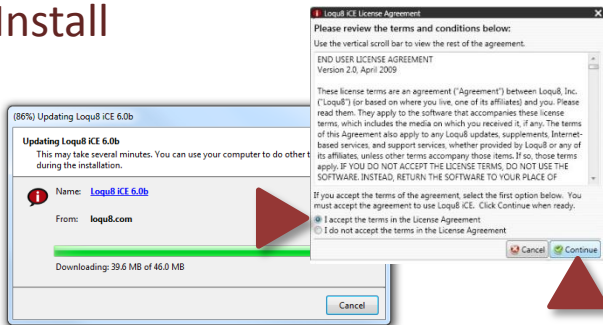 Install
(86%) Updating Loqu8 iCE 6.0b
Updating Loqu8 iCE 6.0b
This may take several minutes. You can use your computer to do other t
during the installation.
Name: Loqu8 iCE 6.0b
From: loqu8.com
Downloading: 39.6 MB of 46.0 MB
Cancel
Loqu8 iCE License Agreement
Please review the terms and conditions below:
Use the vertical scroll bar to view the rest of the agreement.
END USER LICENSE AGREEMENT
Version 2.0, April 2009
These license terms are an agreement ("Agreement") between Loqu8, Inc.
("Loqu8") (or based on where you live, one of its affiliates) and you. Please
read them. They apply to the software that accompanies these license
terms, which includes the media on which you received it, if any. The terms
of this Agreement also apply to any Loqu8 updates, supplements, Internet-
based services, and support services, whether provided by Loqu8 or any of
its affiliates, unless other terms accompany those items. If so, those terms
apply. IF YOU DO NOT ACCEPT THE LICENSE TERMS, DO NOT USE THE
SOFTWARE. INSTEAD, RETURN THE SOFTWARE TO YOUR PLACE OF
If you accept the terms of the agreement, select the first option below. You
must accept the agreement to use Loqu8 iCE. Click Continue when ready.
I accept the terms in the License Agreement
I do not accept the terms in the License Agreement
Cancel Continue